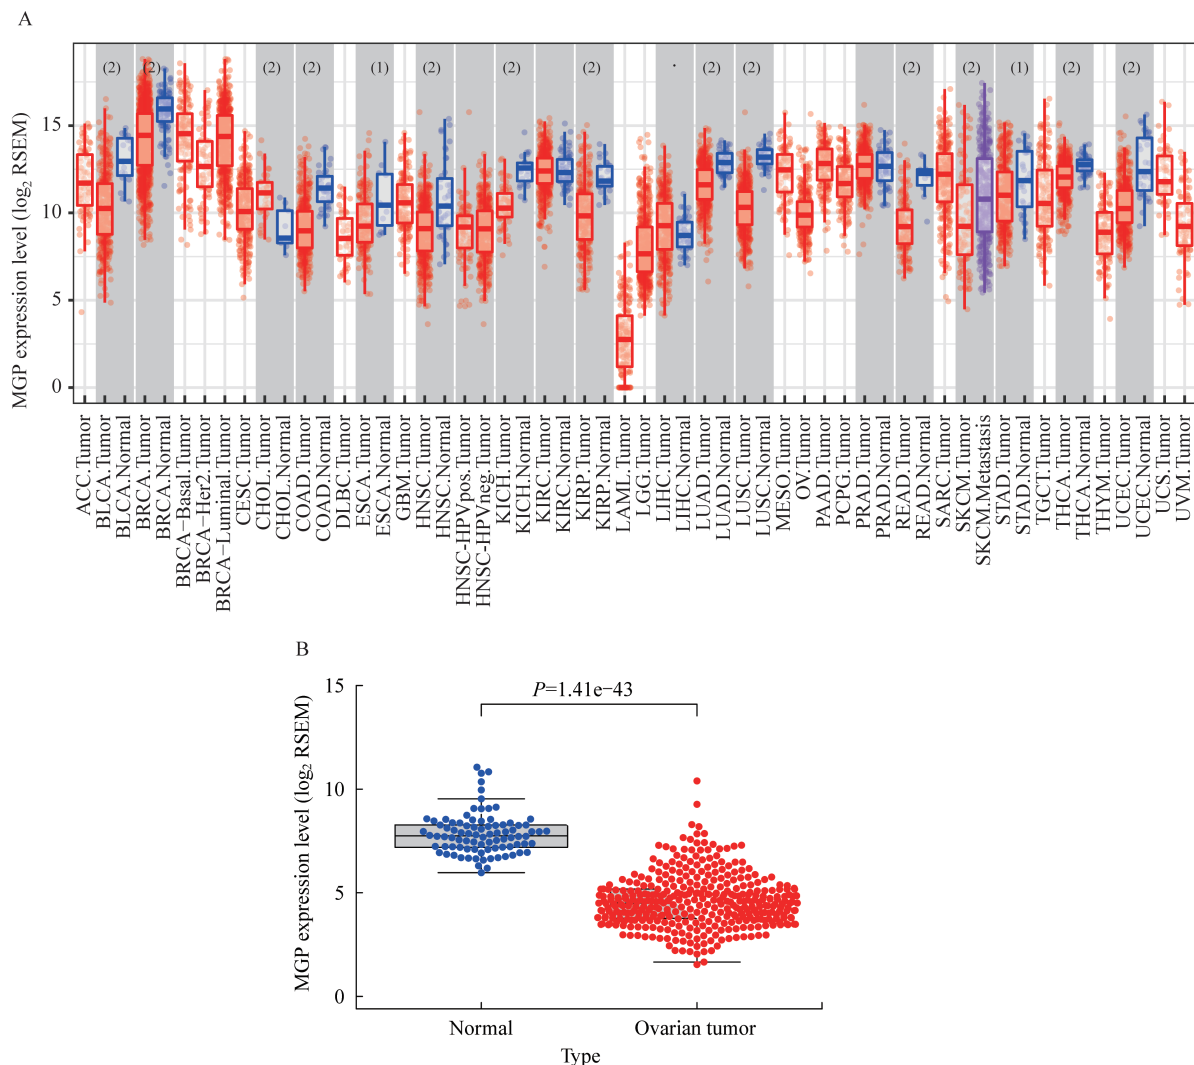 A
(2) (2) (2) (2) (1) (2) (2) (2) · (2) (2) (2) (2) (1) (2) (2)
MGP expression level (log₂ RSEM)
15
10
5
0
ACC.Tumor
BLCA.Tumor
BLCA.Normal
BRCA.Tumor
BRCA.Normal
BRCA−Basal.Tumor
BRCA−Her2.Tumor
BRCA−Luminal.Tumor
CESC.Tumor
CHOL.Tumor
CHOL.Normal
COAD.Tumor
COAD.Normal
DLBC.Tumor
ESCA.Tumor
ESCA.Normal
GBM.Tumor
HNSC.Tumor
HNSC.Normal
HNSC-HPVpos.Tumor
HNSC-HPVneg.Tumor
KICH.Tumor
KICH.Normal
KIRC.Tumor
KIRC.Normal
KIRP.Tumor
KIRP.Normal
LAML.Tumor
LGG.Tumor
LIHC.Tumor
LIHC.Normal
LUAD.Tumor
LUAD.Normal
LUSC.Tumor
LUSC.Normal
MESO.Tumor
OV.Tumor
PAAD.Tumor
PCPG.Tumor
PRAD.Tumor
PRAD.Normal
READ.Tumor
READ.Normal
SARC.Tumor
SKCM.Tumor
SKCM.Metastasis
STAD.Tumor
STAD.Normal
TGCT.Tumor
THCA.Tumor
THCA.Normal
THYM.Tumor
UCEC.Tumor
UCEC.Normal
UCS.Tumor
UVM.Tumor
B
MGP expression level (log₂ RSEM)
15
10
5
0
P=1.41e−43
Normal
Ovarian tumor
Type